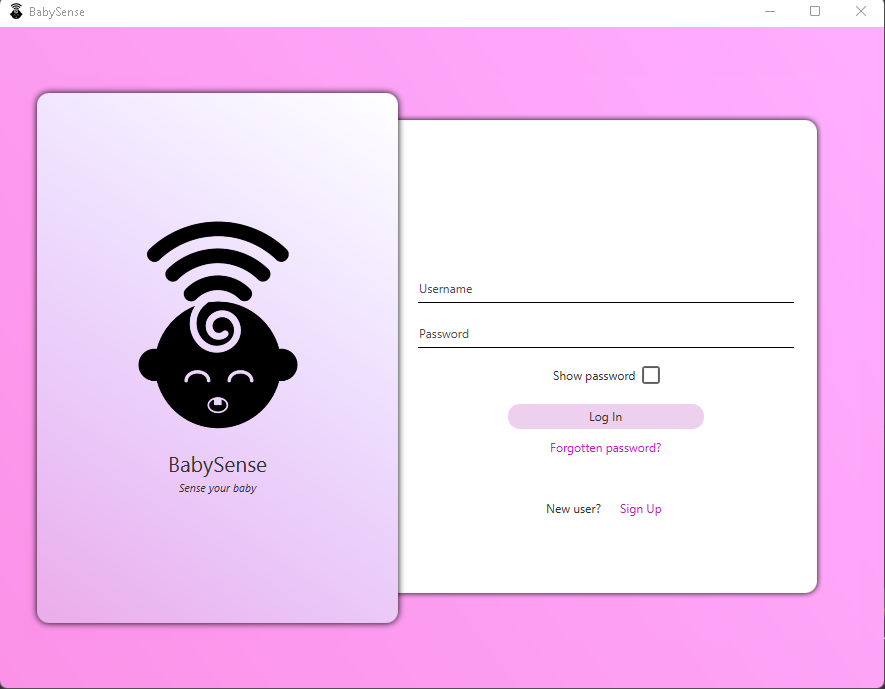 BabySense
BabySense
Sense your baby
Username
Password
Show password
Log In
Forgotten password?
New user? Sign Up